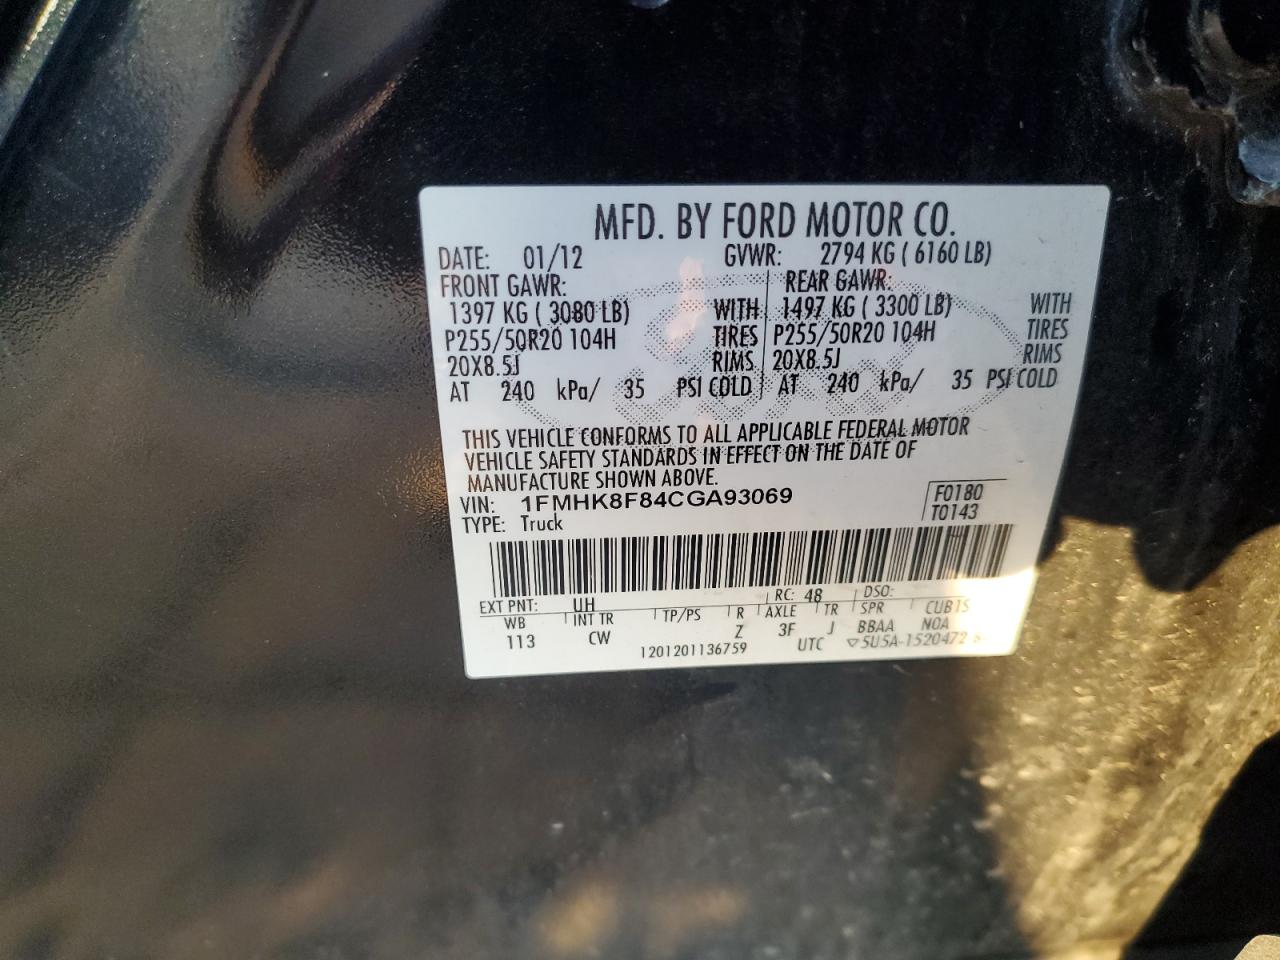 MFD. BY FORD MOTOR CO.
DATE: 01/12 GVWR: 2794 KG ( 6160 LB)
FRONT GAWR: REAR GAWR:
1397 KG ( 3080 LB) WITH 1497 KG ( 3300 LB) WITH
P255/50R20 104H TIRES P255/50R20 104H TIRES
20X8.5J RIMS 20X8.5J RIMS
AT 240 kPa/ 35 PSI COLD AT 240 kPa/ 35 PSI COLD
THIS VEHICLE CONFORMS TO ALL APPLICABLE FEDERAL MOTOR
VEHICLE SAFETY STANDARDS IN EFFECT ON THE DATE OF
MANUFACTURE SHOWN ABOVE.
VIN: 1FMHK8F84CGA93069 F0180
TYPE: Truck T0143
EXT PNT: UH RC: 48 DSO:
WB INT TR TP/PS R AXLE TR SPR CUBTS
113 CW Z 3F J BBAA NOA
1201201136759 UTC ▽5U5A-1520472